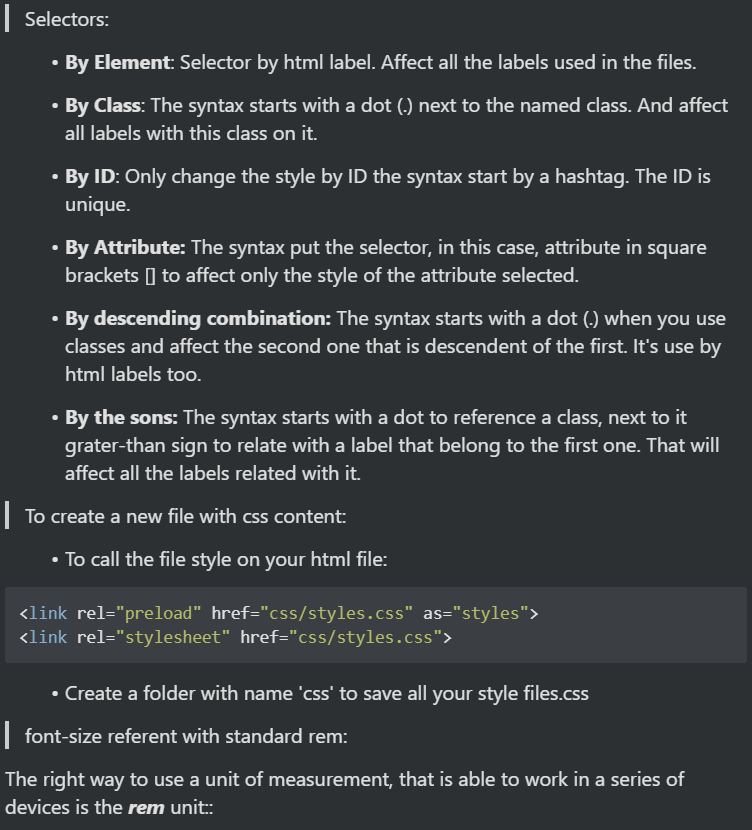 Selectors:
• By Element: Selector by html label. Affect all the labels used in the files.
• By Class: The syntax starts with a dot (.) next to the named class. And affect
all labels with this class on it.
• By ID: Only change the style by ID the syntax start by a hashtag. The ID is
unique.
• By Attribute: The syntax put the selector, in this case, attribute in square
brackets [] to affect only the style of the attribute selected.
• By descending combination: The syntax starts with a dot (.) when you use
classes and affect the second one that is descendent of the first. It's use by
html labels too.
• By the sons: The syntax starts with a dot to reference a class, next to it
grater-than sign to relate with a label that belong to the first one. That will
affect all the labels related with it.
To create a new file with css content:
• To call the file style on your html file:
<link rel="preload" href="css/styles.css" as="styles">
<link rel="stylesheet" href="css/styles.css">
• Create a folder with name 'css' to save all your style files.css
font-size referent with standard rem:
The right way to use a unit of measurement, that is able to work in a series of
devices is the rem unit::